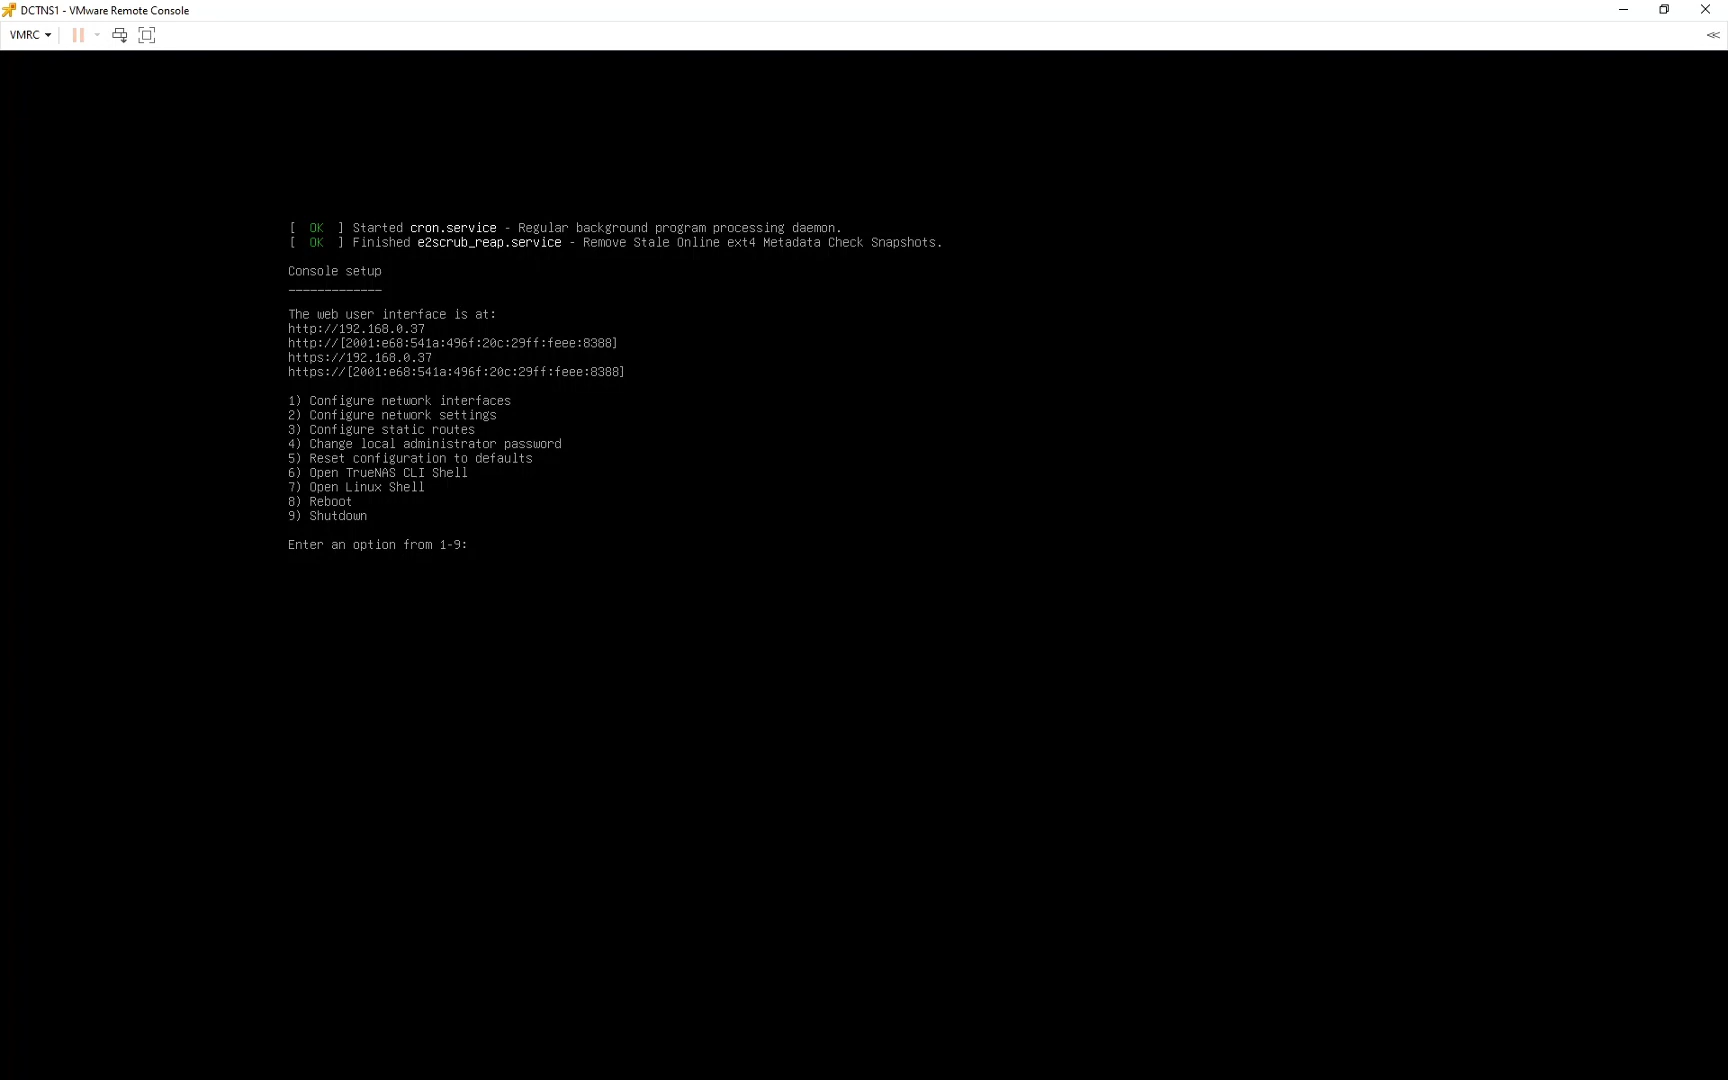 DCTNS1 - VMware Remote Console
VMRC
[  OK  ] Started cron.service - Regular background program processing daemon.
[  OK  ] Finished e2scrub_reap.service - Remove Stale Online ext4 Metadata Check Snapshots.
Console setup
-------------
The web user interface is at:
http://192.168.0.37
http://[2001:e68:541a:496f:20c:29ff:feee:8388]
https://192.168.0.37
https://[2001:e68:541a:496f:20c:29ff:feee:8388]
1) Configure network interfaces
2) Configure network settings
3) Configure static routes
4) Change local administrator password
5) Reset configuration to defaults
6) Open TrueNAS CLI Shell
7) Open Linux Shell
8) Reboot
9) Shutdown
Enter an option from 1-9: